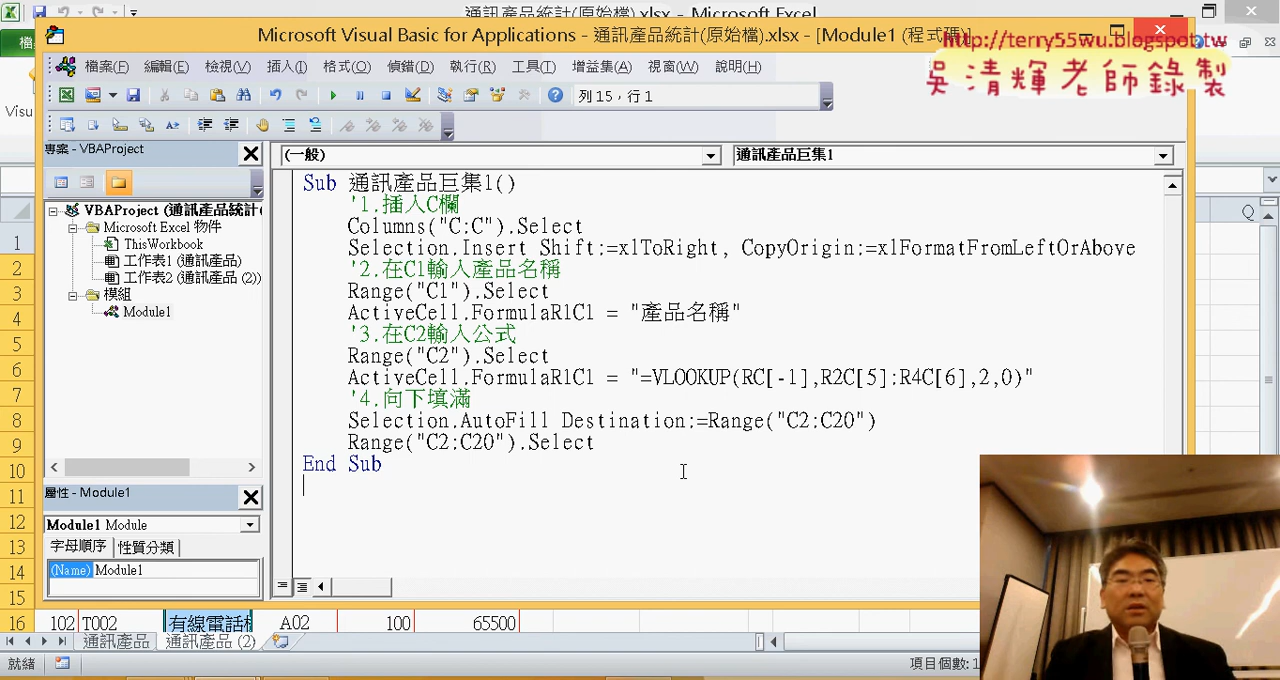 通訊產品統計(原始檔).xlsx - Microsoft Excel
Microsoft Visual Basic for Applications - 通訊產品統計(原始檔).xlsx - [Module1 (程式碼)]
http://terry55wu.blogspot.tw
吳清輝老師錄製
檔案(F) 編輯(E) 檢視(V) 插入(I) 格式(O) 偵錯(D) 執行(R) 工具(T) 增益集(A) 視窗(W) 說明(H)
列 15，行 1
Visu
專案 - VBAProject
(一般)
通訊產品巨集1
VBAProject (通訊產品統計(
Microsoft Excel 物件
ThisWorkbook
工作表1 (通訊產品)
工作表2 (通訊產品 (2))
模組
Module1
Sub 通訊產品巨集1()
'1.插入C欄
Columns("C:C").Select
Selection.Insert Shift:=xlToRight, CopyOrigin:=xlFormatFromLeftOrAbove
'2.在C1輸入產品名稱
Range("C1").Select
ActiveCell.FormulaR1C1 = "產品名稱"
'3.在C2輸入公式
Range("C2").Select
ActiveCell.FormulaR1C1 = "=VLOOKUP(RC[-1],R2C[5]:R4C[6],2,0)"
'4.向下填滿
Selection.AutoFill Destination:=Range("C2:C20")
Range("C2:C20").Select
End Sub
屬性 - Module1
Module1 Module
字母順序 性質分類
(Name) Module1
Q
1
2
3
4
5
6
7
8
9
10
11
12
13
14
15
16 102 T002 有線電話機 A02 100 65500
通訊產品 通訊產品 (2)
就緒
項目個數: 1